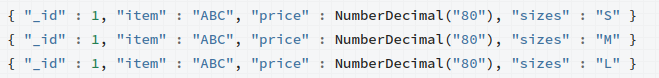 { "_id" : 1, "item" : "ABC", "price" : NumberDecimal("80"), "sizes" : "S" }
{ "_id" : 1, "item" : "ABC", "price" : NumberDecimal("80"), "sizes" : "M" }
{ "_id" : 1, "item" : "ABC", "price" : NumberDecimal("80"), "sizes" : "L" }